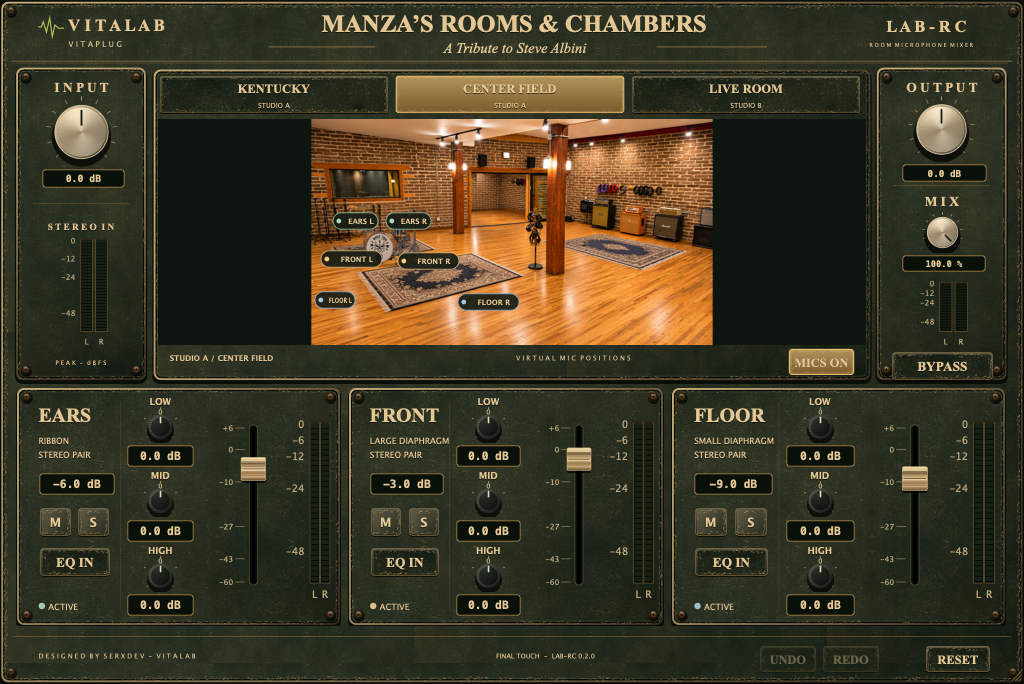 VITALAB
VITAPLUG
MANZA'S ROOMS & CHAMBERS
A Tribute to Steve Albini
LAB-RC
ROOM MICROPHONE MIXER
INPUT
0.0 dB
STEREO IN
0
−12
−24
−48
L R
PEAK – dBFS
KENTUCKY
STUDIO A
CENTER FIELD
STUDIO A
LIVE ROOM
STUDIO B
EARS L
EARS R
FRONT L
FRONT R
FLOOR L
FLOOR R
STUDIO A / CENTER FIELD
VIRTUAL MIC POSITIONS
MICS ON
OUTPUT
0.0 dB
MIX
100.0 %
0
−12
−24
−48
L R
BYPASS
EARS
RIBBON
STEREO PAIR
−6.0 dB
M S
EQ IN
ACTIVE
LOW
0
0.0 dB
MID
0
0.0 dB
HIGH
0
0.0 dB
+6
0
−10
−27
−43
−60
0
−6
−12
−24
−48
L R
FRONT
LARGE DIAPHRAGM
STEREO PAIR
−3.0 dB
M S
EQ IN
ACTIVE
LOW
0
0.0 dB
MID
0
0.0 dB
HIGH
0
0.0 dB
+6
0
−10
−27
−43
−60
0
−6
−12
−24
−48
L R
FLOOR
SMALL DIAPHRAGM
STEREO PAIR
−9.0 dB
M S
EQ IN
ACTIVE
LOW
0
0.0 dB
MID
0
0.0 dB
HIGH
0
0.0 dB
+6
0
−10
−27
−43
−60
0
−6
−12
−24
−48
L R
DESIGNED BY SERXDEV – VITALAB
FINAL TOUCH – LAB-RC 0.2.0
UNDO
REDO
RESET